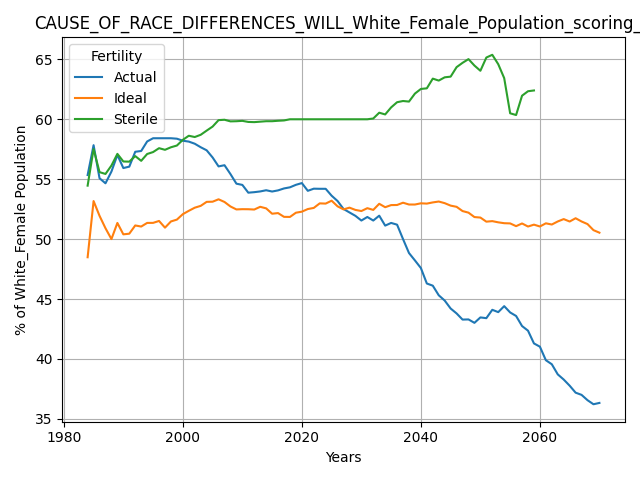 CAUSE_OF_RACE_DIFFERENCES_WILL_White_Female_Population_scoring_
Fertility
Actual
Ideal
Sterile
% of White_Female Population
65
60
55
50
45
40
35
1980
2000
2020
2040
2060
Years